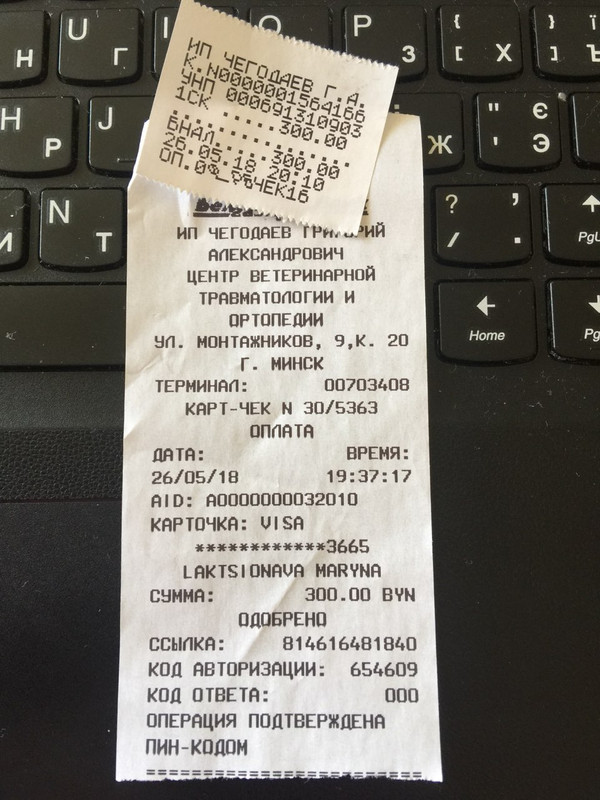 ИП ЧЕГОДАЕВ Г.А.
К.N0000001564166
УНП 000691310903
1СК .....300.00
БНАЛ....300.00
26.05.18 20:10
ИП ЧЕГОДАЕВ ГРИГОРИЙ
АЛЕКСАНДРОВИЧ
ЦЕНТР ВЕТЕРИНАРНОЙ
ТРАВМАТОЛОГИИ И
ОРТОПЕДИИ
УЛ. МОНТАЖНИКОВ, 9,К. 20
Г. МИНСК
ТЕРМИНАЛ: 00703408
КАРТ-ЧЕК N 30/5363
ОПЛАТА
ДАТА: ВРЕМЯ:
26/05/18 19:37:17
AID: A0000000032010
КАРТОЧКА: VISA
************3665
LAKTSIONAVA MARYNA
СУММА: 300.00 BYN
ОДОБРЕНО
ССЫЛКА: 814616481840
КОД АВТОРИЗАЦИИ: 654609
КОД ОТВЕТА: 000
ОПЕРАЦИЯ ПОДТВЕРЖДЕНА
ПИН-КОДОМ
U Г
P З
{ [ Х
} ]
H Р
J
Ж
" ' Є Э
N Т
? / .
Home